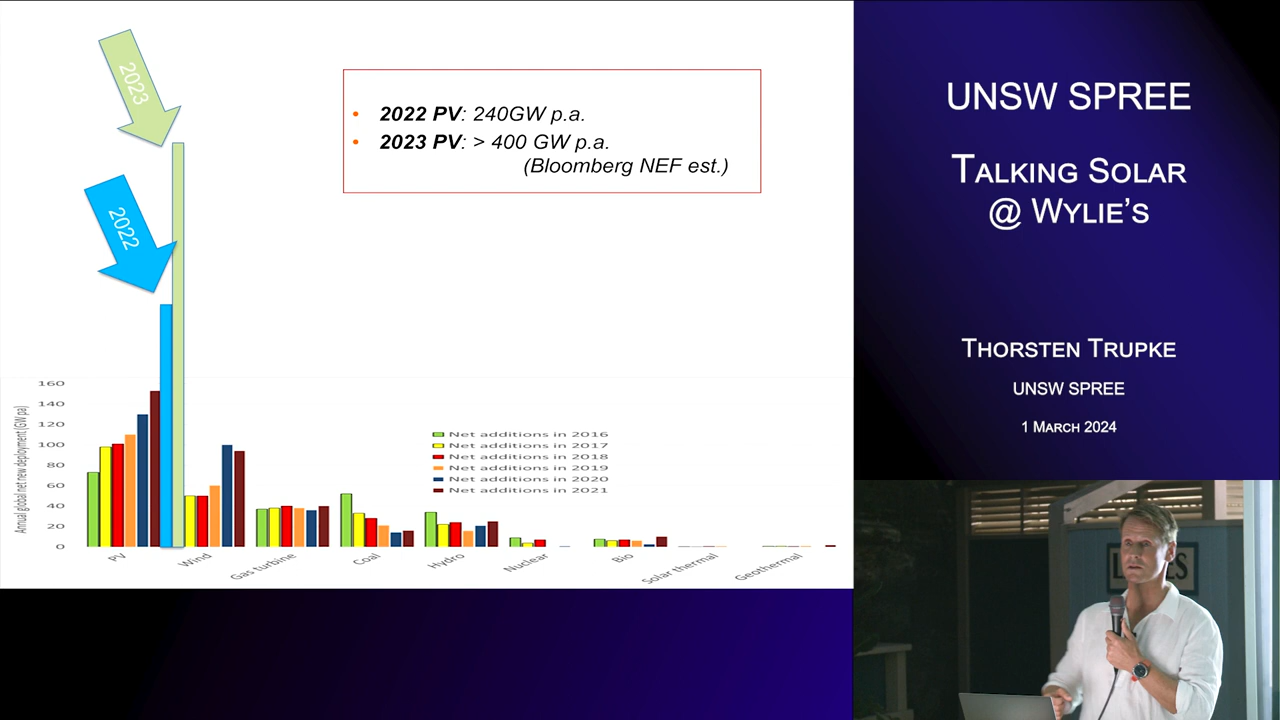 2023
2022
• 2022 PV: 240GW p.a.
• 2023 PV: > 400 GW p.a.
(Bloomberg NEF est.)
Annual global net new deployment (GW pa)
160
140
120
100
80
60
40
20
0
Net additions in 2016
Net additions in 2017
Net additions in 2018
Net additions in 2019
Net additions in 2020
Net additions in 2021
PV
Wind
Gas turbine
Coal
Hydro
Nuclear
Bio
Solar thermal
Geothermal
UNSW SPREE
TALKING SOLAR
@ WYLIE'S
THORSTEN TRUPKE
UNSW SPREE
1 MARCH 2024